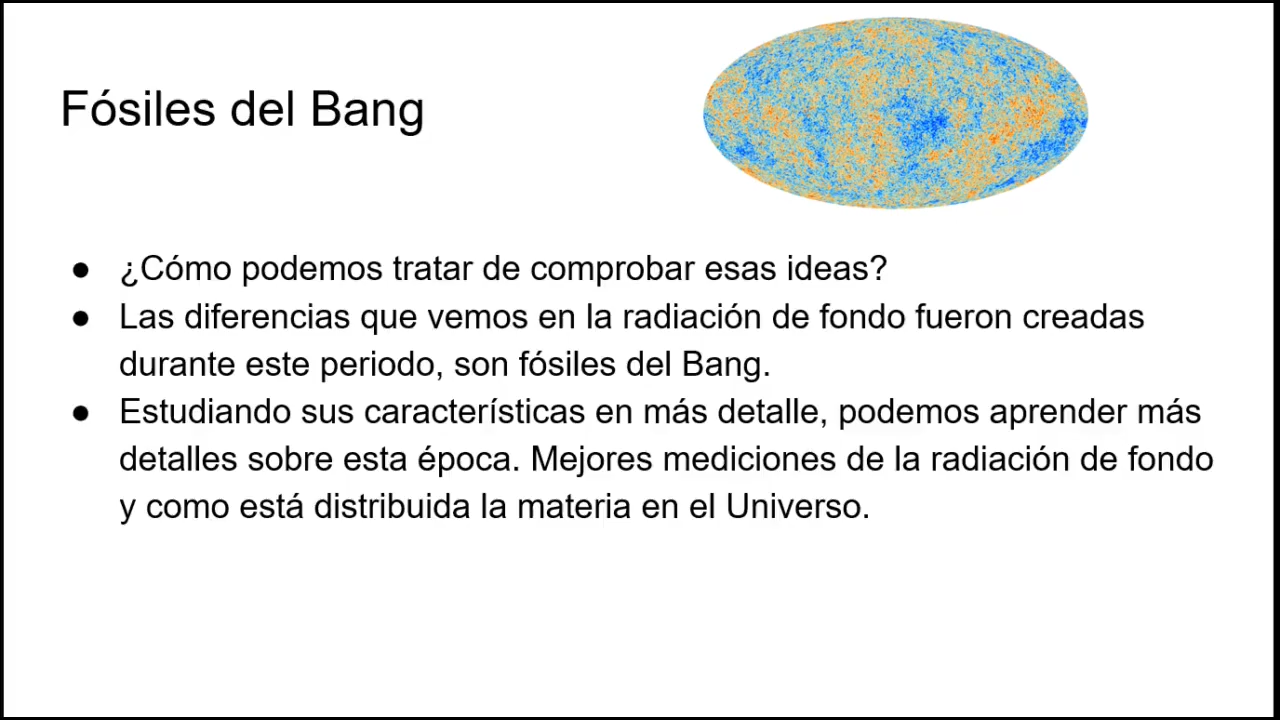 Fósiles del Bang
● ¿Cómo podemos tratar de comprobar esas ideas?
● Las diferencias que vemos en la radiación de fondo fueron creadas
durante este periodo, son fósiles del Bang.
● Estudiando sus características en más detalle, podemos aprender más
detalles sobre esta época. Mejores mediciones de la radiación de fondo
y como está distribuida la materia en el Universo.